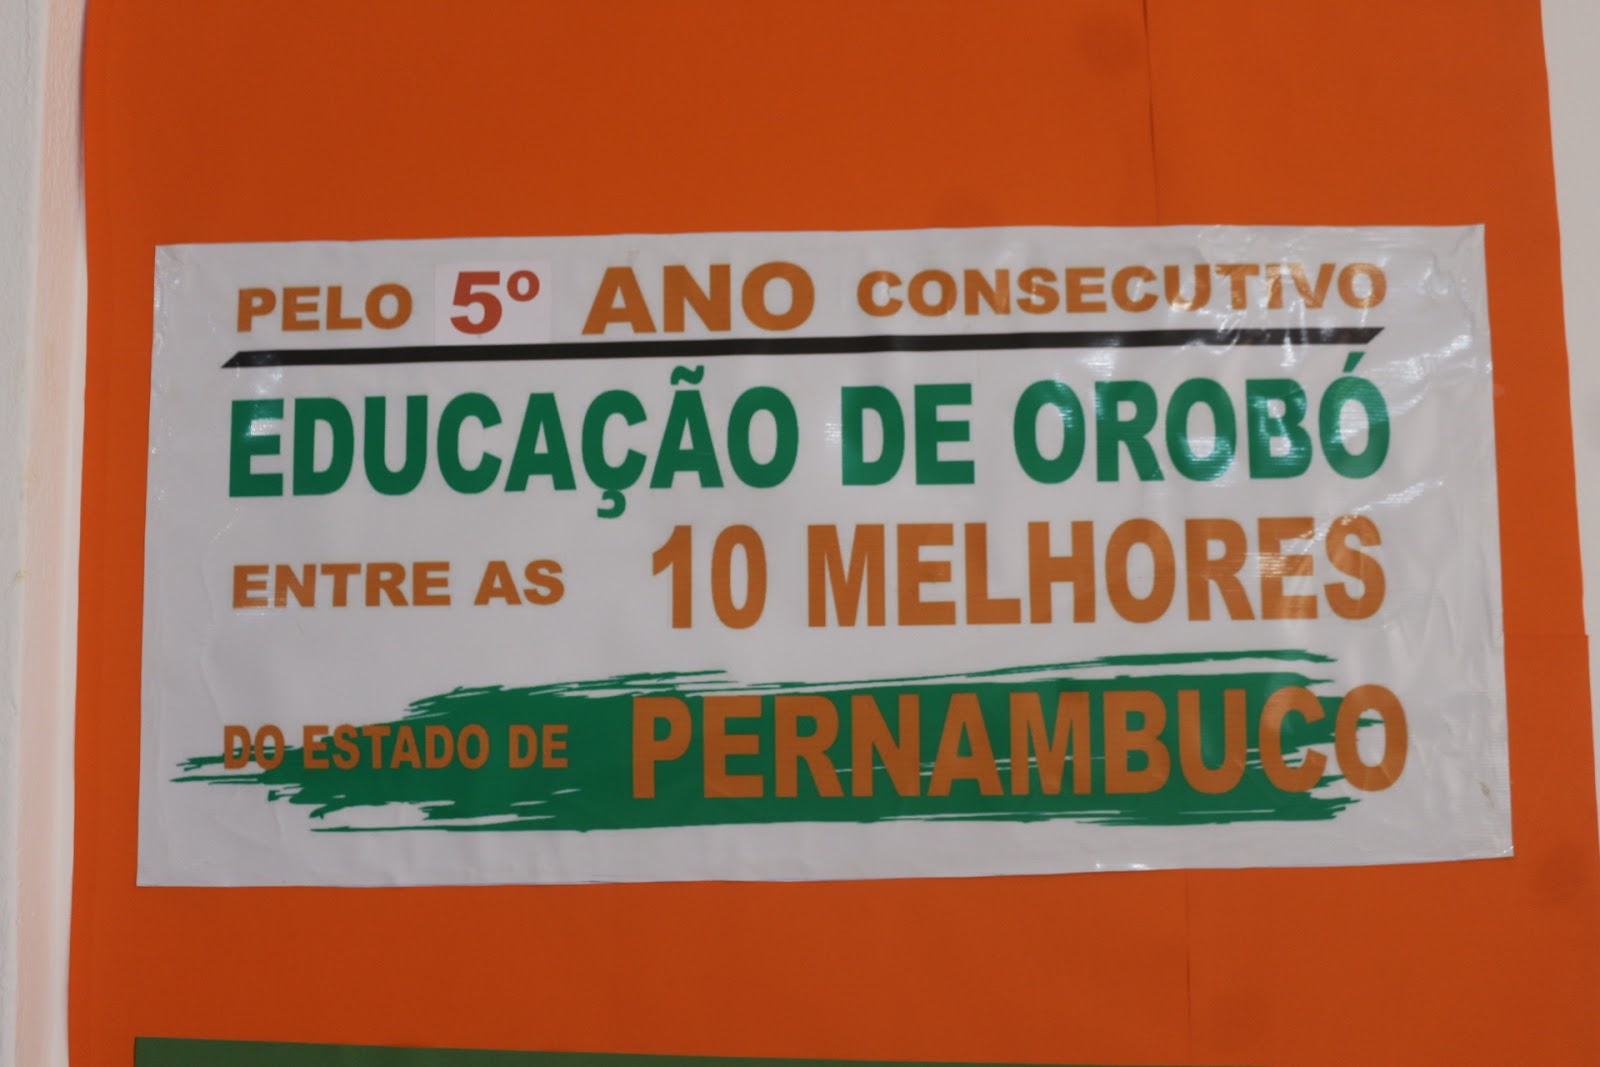 PELO 5º ANO CONSECUTIVO
EDUCAÇÃO DE OROBÓ
ENTRE AS 10 MELHORES
DO ESTADO DE PERNAMBUCO